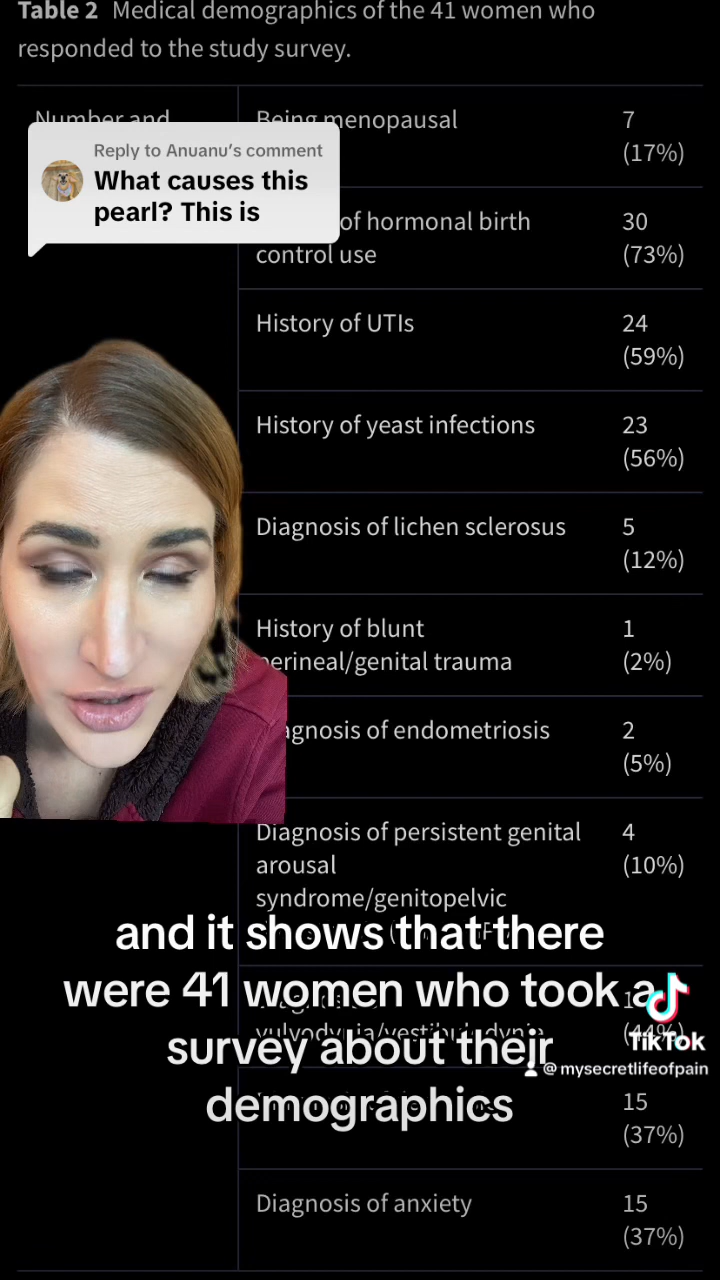 Table 2 Medical demographics of the 41 women who
responded to the study survey.
Number and
Being menopausal
7
(17%)
Reply to Anuanu's comment
What causes this
pearl? This is
of hormonal birth
control use
30
(73%)
History of UTIs
24
(59%)
History of yeast infections
23
(56%)
Diagnosis of lichen sclerosus
5
(12%)
History of blunt
perineal/genital trauma
1
(2%)
agnosis of endometriosis
2
(5%)
Diagnosis of persistent genital
arousal
syndrome/genitopelvic
4
(10%)
and it shows that there
were 41 women who took a
survey about their
demographics
vulvodynia/vestibulodynia
(44%)
TikTok
@mysecretlifeofpain
15
(37%)
Diagnosis of anxiety
15
(37%)